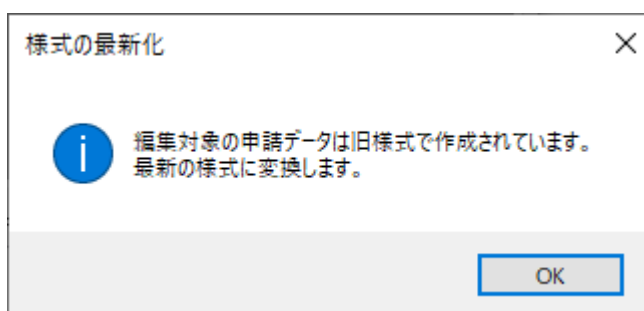 様式の最新化
編集対象の申請データは旧様式で作成されています。
最新の様式に変換します。
OK